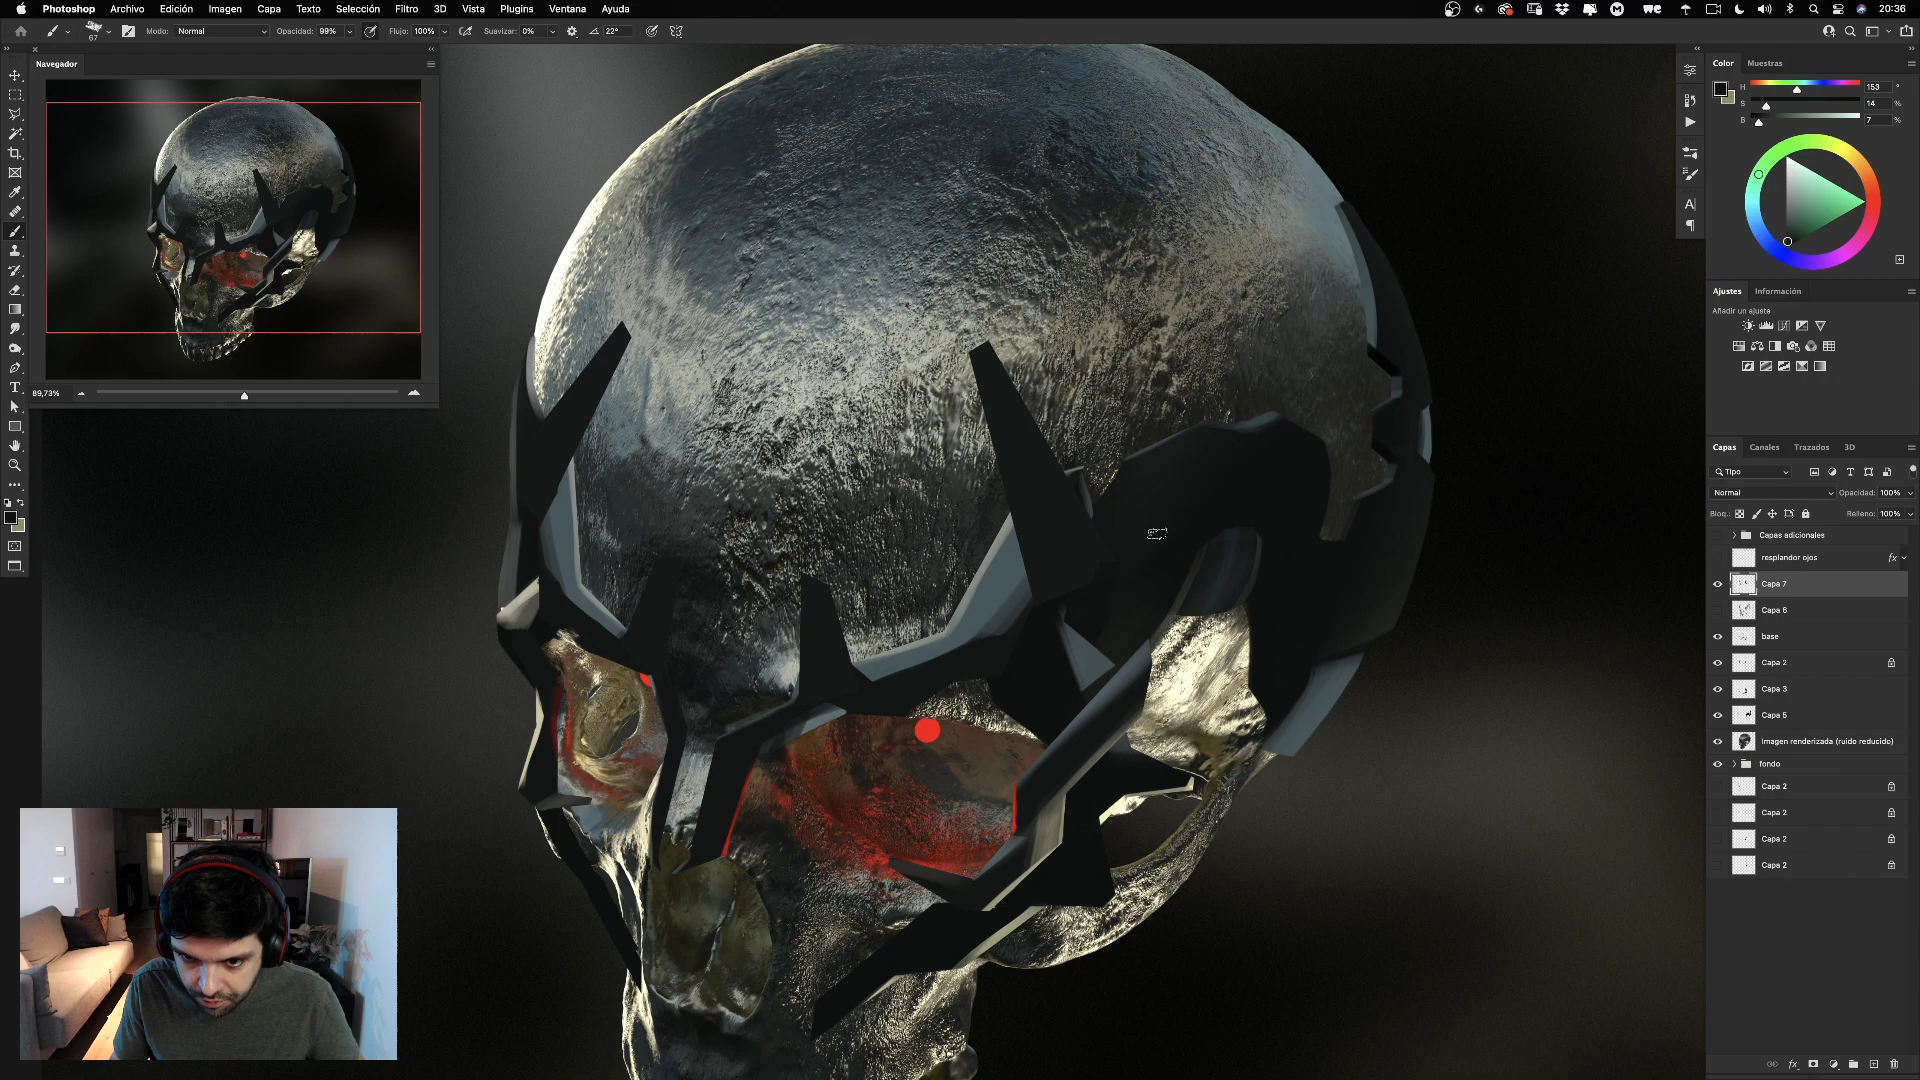 Photoshop Archivo Edición Imagen Capa Texto Selección Filtro 3D Vista Plugins Ventana Ayuda
20:36
67
Modo: Normal Opacidad: 99% Flujo: 100% Suavizar: 0% 22°
Navegador
89,73%
Color Muestras
H 153 °
S 14 %
B 7 %
Ajustes Información
Añadir un ajuste
Capas Canales Trazados 3D
Tipo
Normal Opacidad: 100%
Bloq.: Relleno: 100%
Capas adicionales
resplandor ojos fx
Capa 7
Capa 6
base
Capa 2
Capa 3
Capa 5
Imagen renderizada (ruido reducido)
fondo
Capa 2
Capa 2
Capa 2
Capa 2
fx